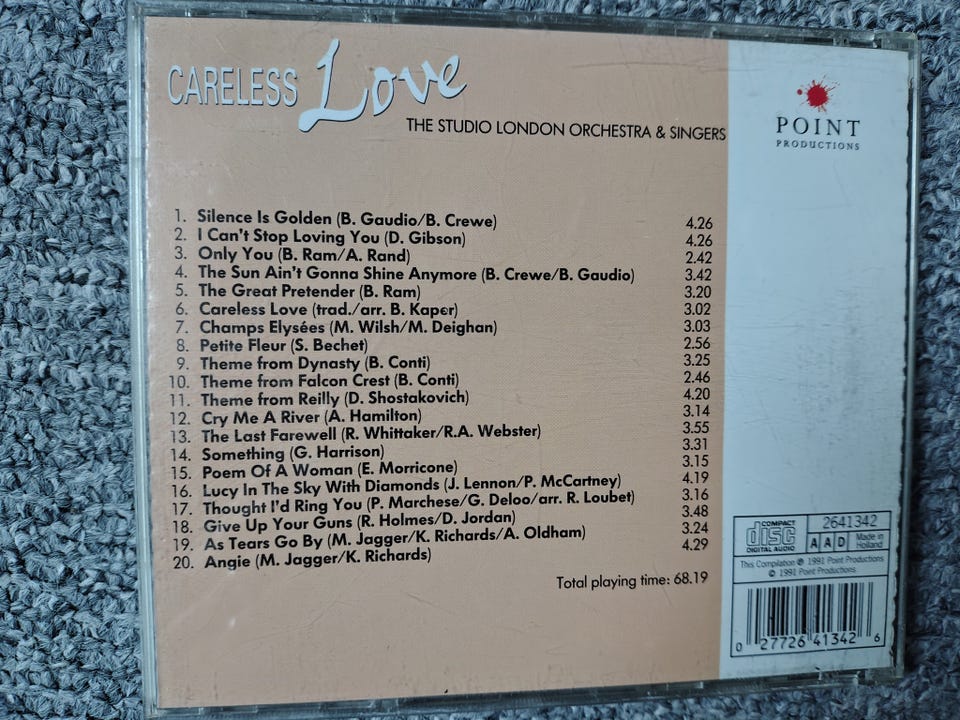 CARELESS Love
THE STUDIO LONDON ORCHESTRA & SINGERS
POINT
PRODUCTIONS
1. Silence Is Golden (B. Gaudio/B. Crewe) 4.26
2. I Can't Stop Loving You (D. Gibson) 4.26
3. Only You (B. Ram/A. Rand) 2.42
4. The Sun Ain't Gonna Shine Anymore (B. Crewe/B. Gaudio) 3.42
5. The Great Pretender (B. Ram) 3.20
6. Careless Love (trad./arr. B. Kaper) 3.02
7. Champs Elysées (M. Wilsh/M. Deighan) 3.03
8. Petite Fleur (S. Bechet) 2.56
9. Theme from Dynasty (B. Conti) 3.25
10. Theme from Falcon Crest (B. Conti) 2.46
11. Theme from Reilly (D. Shostakovich) 4.20
12. Cry Me A River (A. Hamilton) 3.14
13. The Last Farewell (R. Whittaker/R.A. Webster) 3.55
14. Something (G. Harrison) 3.31
15. Poem Of A Woman (E. Morricone) 3.15
16. Lucy In The Sky With Diamonds (J. Lennon/P. McCartney) 4.19
17. Thought I'd Ring You (P. Marchese/G. Deloo/arr. R. Loubet) 3.16
18. Give Up Your Guns (R. Holmes/D. Jordan) 3.48
19. As Tears Go By (M. Jagger/K. Richards/A. Oldham) 3.24
20. Angie (M. Jagger/K. Richards) 4.29
Total playing time: 68.19
COMPACT
disc
DIGITAL AUDIO
2641342
AAD
Made in
Holland
This Compilation ℗ 1991 Point Productions
© 1991 Point Productions
0 27726 41342 6